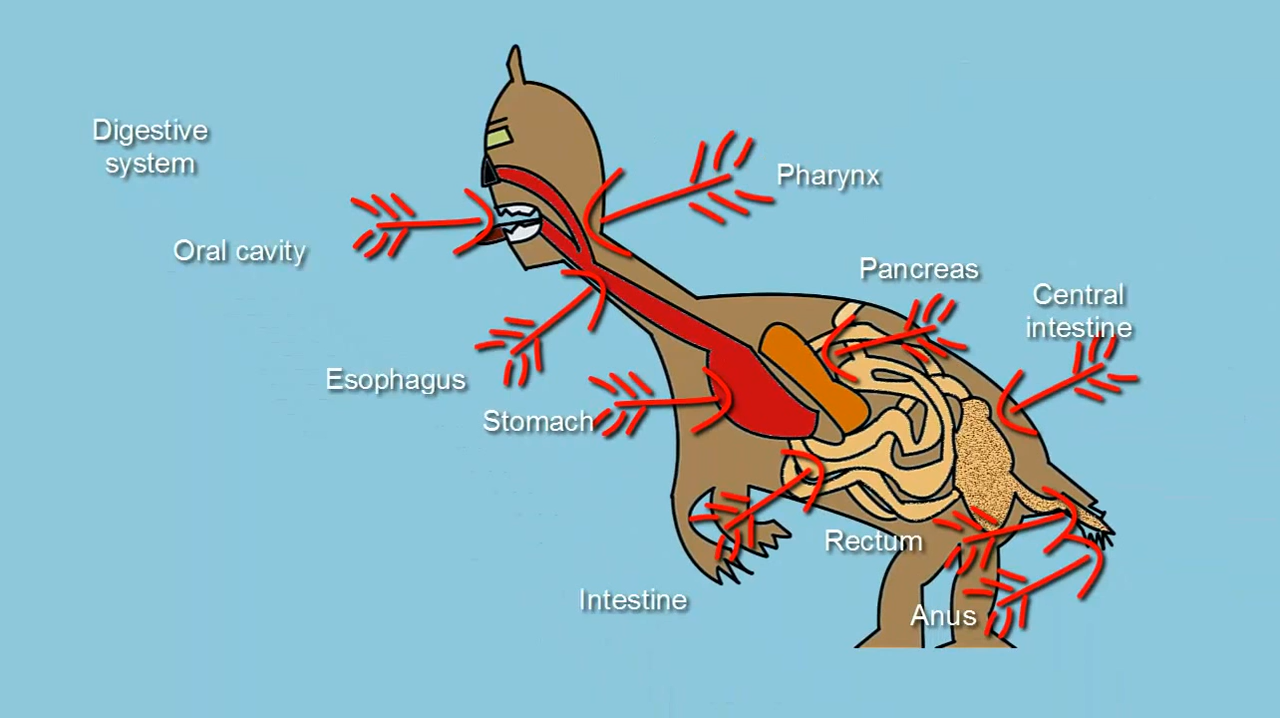 Digestive
system
Pharynx
Oral cavity
Pancreas
Central
intestine
Esophagus
Stomach
Rectum
Intestine
Anus